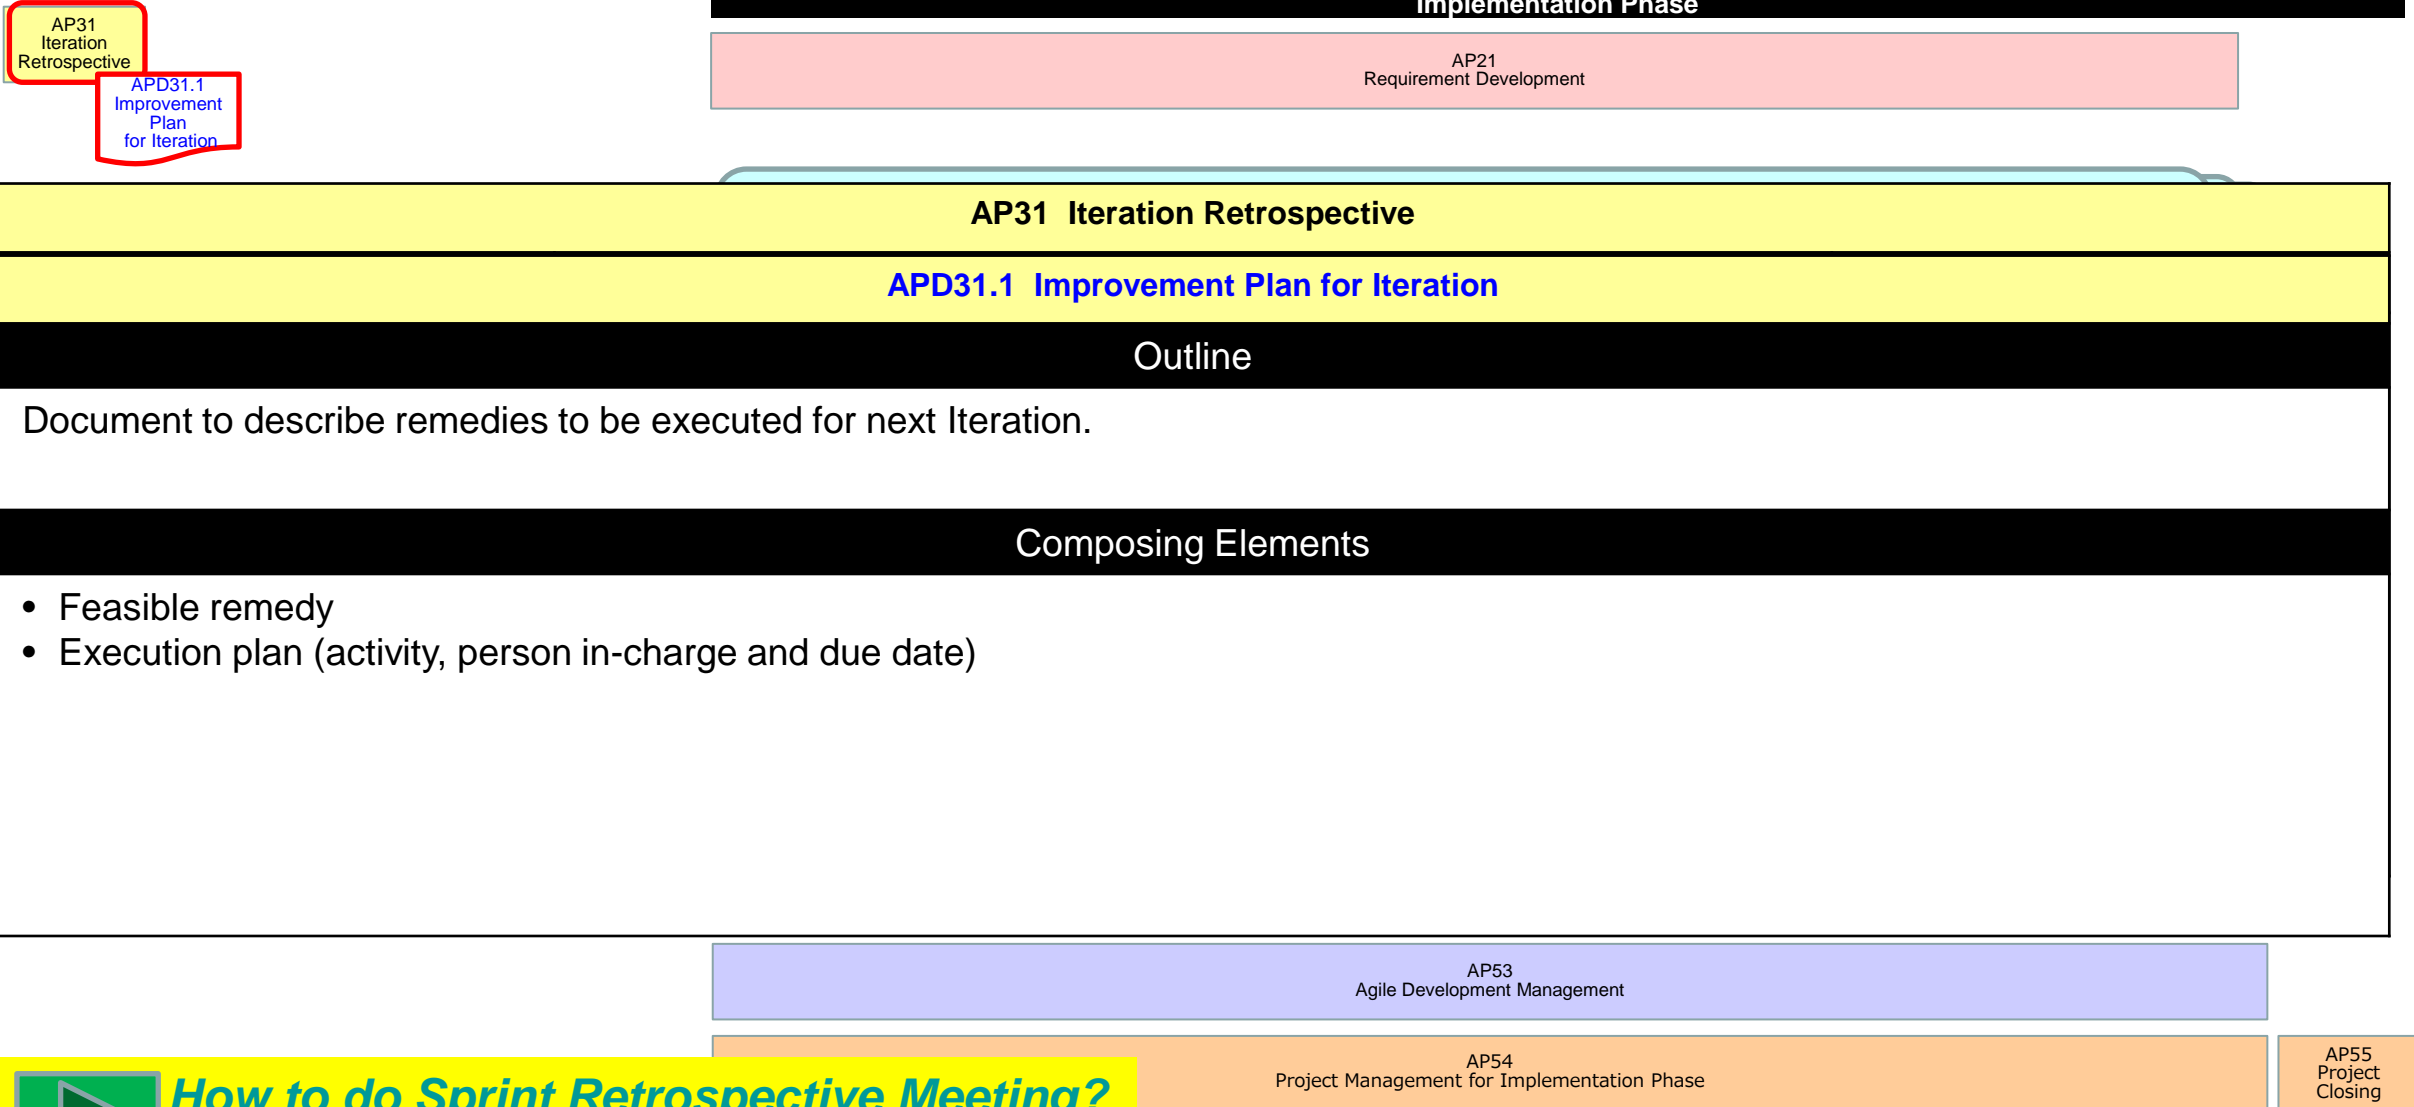 Implementation Phase
AP31
Iteration
Retrospective
APD31.1
Improvement
Plan
for Iteration
AP21
Requirement Development
AP31  Iteration Retrospective
APD31.1  Improvement Plan for Iteration
Outline
Document to describe remedies to be executed for next Iteration.
Composing Elements
• Feasible remedy
• Execution plan (activity, person in-charge and due date)
AP53
Agile Development Management
AP54
Project Management for Implementation Phase
AP55
Project
Closing
How to do Sprint Retrospective Meeting?